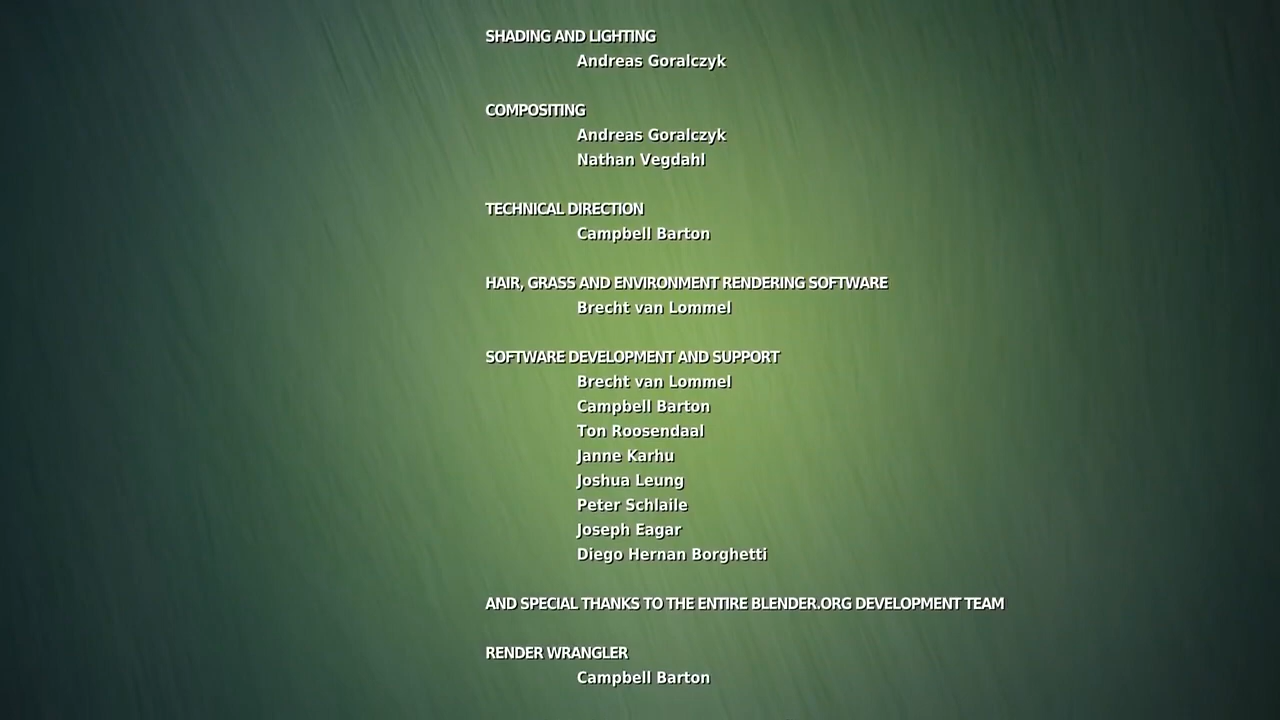 SHADING AND LIGHTING
Andreas Goralczyk
COMPOSITING
Andreas Goralczyk
Nathan Vegdahl
TECHNICAL DIRECTION
Campbell Barton
HAIR, GRASS AND ENVIRONMENT RENDERING SOFTWARE
Brecht van Lommel
SOFTWARE DEVELOPMENT AND SUPPORT
Brecht van Lommel
Campbell Barton
Ton Roosendaal
Janne Karhu
Joshua Leung
Peter Schlaile
Joseph Eagar
Diego Hernan Borghetti
AND SPECIAL THANKS TO THE ENTIRE BLENDER.ORG DEVELOPMENT TEAM
RENDER WRANGLER
Campbell Barton